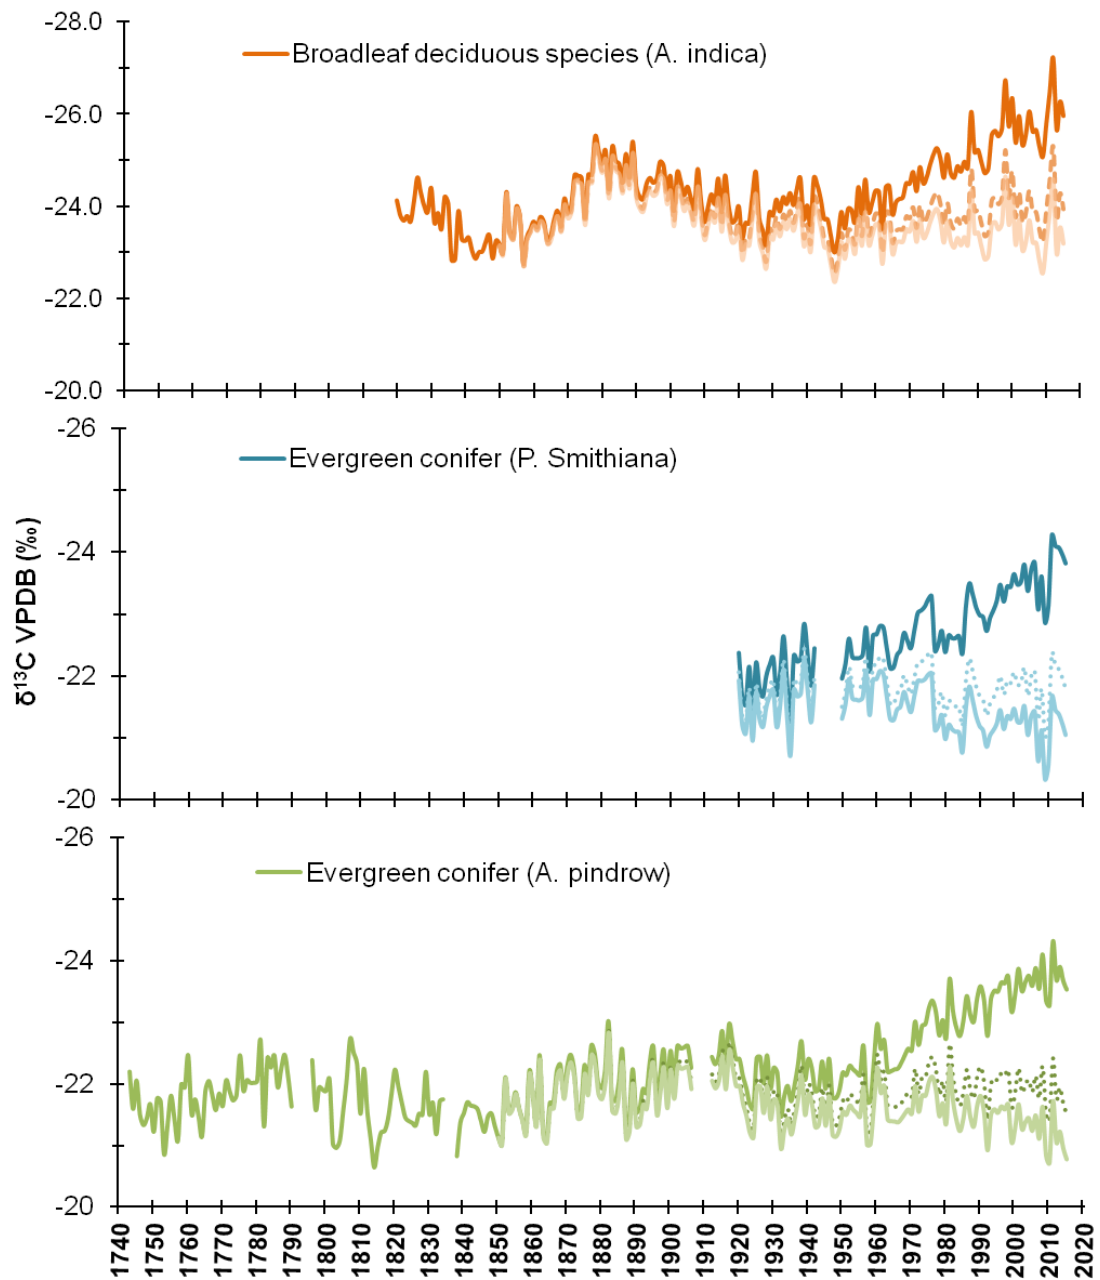 -28.0
Broadleaf deciduous species (A. indica)
-26.0
-24.0
-22.0
-20.0
-26
Evergreen conifer (P. Smithiana)
-24
δ¹³C VPDB (‰)
-22
-20
-26
Evergreen conifer (A. pindrow)
-24
-22
-20
1740 1750 1760 1770 1780 1790 1800 1810 1820 1830 1840 1850 1860 1870 1880 1890 1900 1910 1920 1930 1940 1950 1960 1970 1980 1990 2000 2010 2020